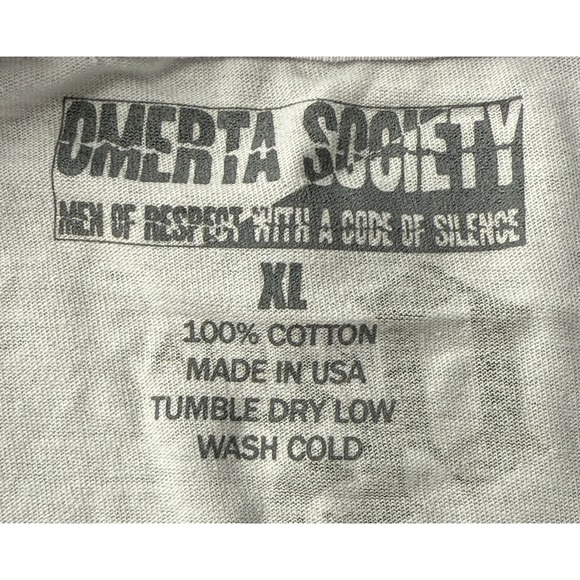 OMERTA SOCIETY
MEN OF RESPECT WITH A CODE OF SILENCE
XL
100% COTTON
MADE IN USA
TUMBLE DRY LOW
WASH COLD